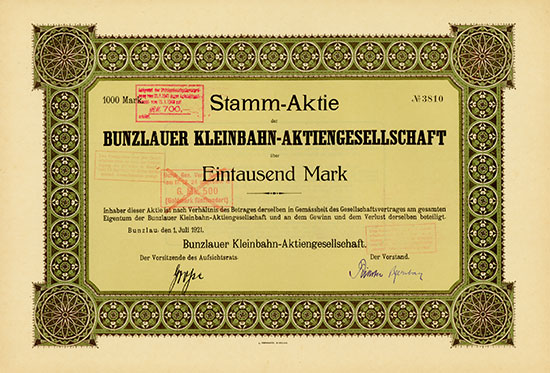 1000 Mark.
Stamm-Aktie
№ 3810
der
BUNZLAUER KLEINBAHN-AKTIENGESELLSCHAFT
über
Eintausend Mark
G. Mk. 500
RM 700.-
Inhaber dieser Aktie ist nach Verhältnis des Betrages derselben in Gemässheit des Gesellschaftsvertrages am gesamten
Eigentum der Bunzlauer Kleinbahn-Aktiengesellschaft und an dem Gewinn und dem Verlust derselben beteiligt.
Bunzlau, den 1. Juli 1921.
Bunzlauer Kleinbahn-Aktiengesellschaft.
Der Vorsitzende des Aufsichtsrats.
Der Vorstand.